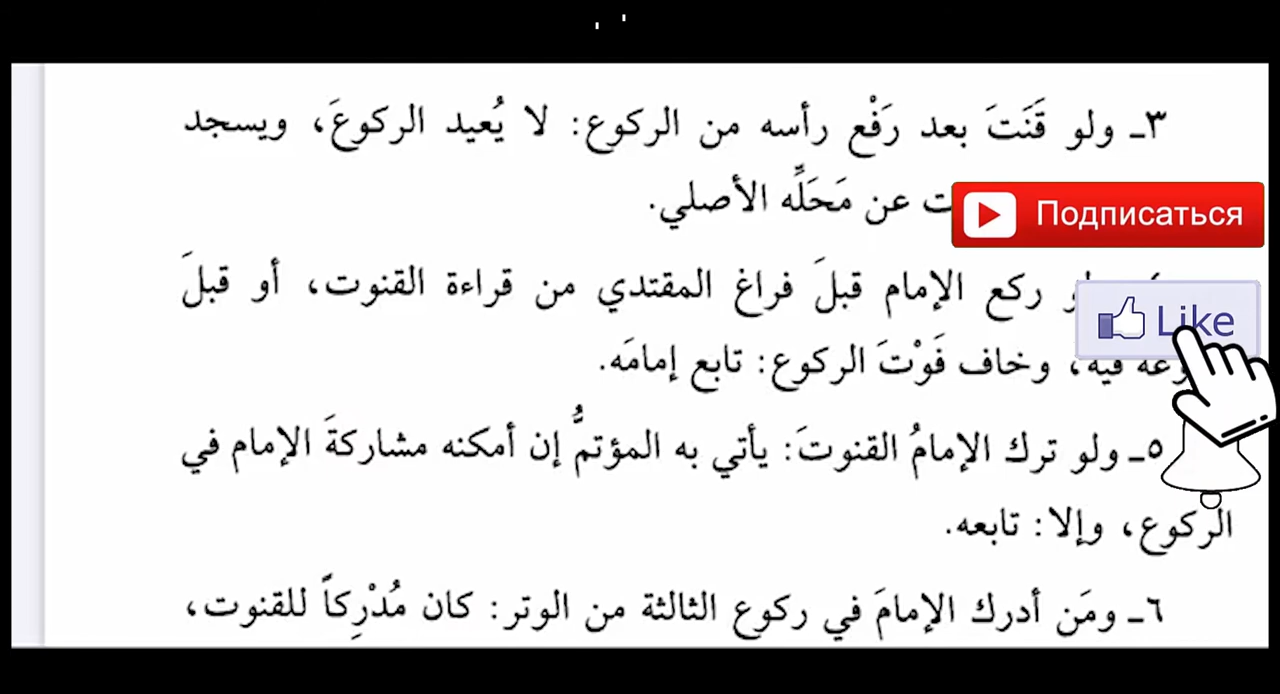 ٣ـ ولو قَنَتَ بعد رَفْع رأسه من الركوع: لا يُعيد الركوعَ، ويسجد
عن مَحَلِّه الأصلي.
Подписаться
ركع الإمام قبلَ فراغ المقتدي من قراءة القنوت، أو قبلَ
Like
فيه، وخاف فَوْتَ الركوع: تابع إمامَه.
٥ـ ولو ترك الإمامُ القنوتَ: يأتي به المؤتمُّ إن أمكنه مشاركةَ الإمام في
الركوع، وإلا: تابعه.
٦ـ ومَن أدرك الإمامَ في ركوع الثالثة من الوتر: كان مُدْرِكاً للقنوت،